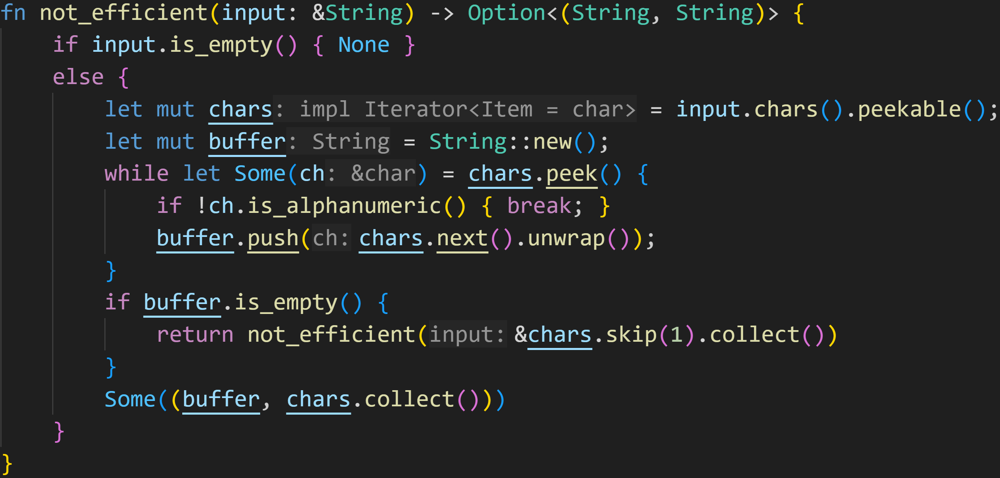 fn not_efficient(input: &String) -> Option<(String, String)> {
    if input.is_empty() { None }
    else {
        let mut chars: impl Iterator<Item = char> = input.chars().peekable();
        let mut buffer: String = String::new();
        while let Some(ch: &char) = chars.peek() {
            if !ch.is_alphanumeric() { break; }
            buffer.push(ch: chars.next().unwrap());
        }
        if buffer.is_empty() {
            return not_efficient(input: &chars.skip(1).collect())
        }
        Some((buffer, chars.collect()))
    }
}